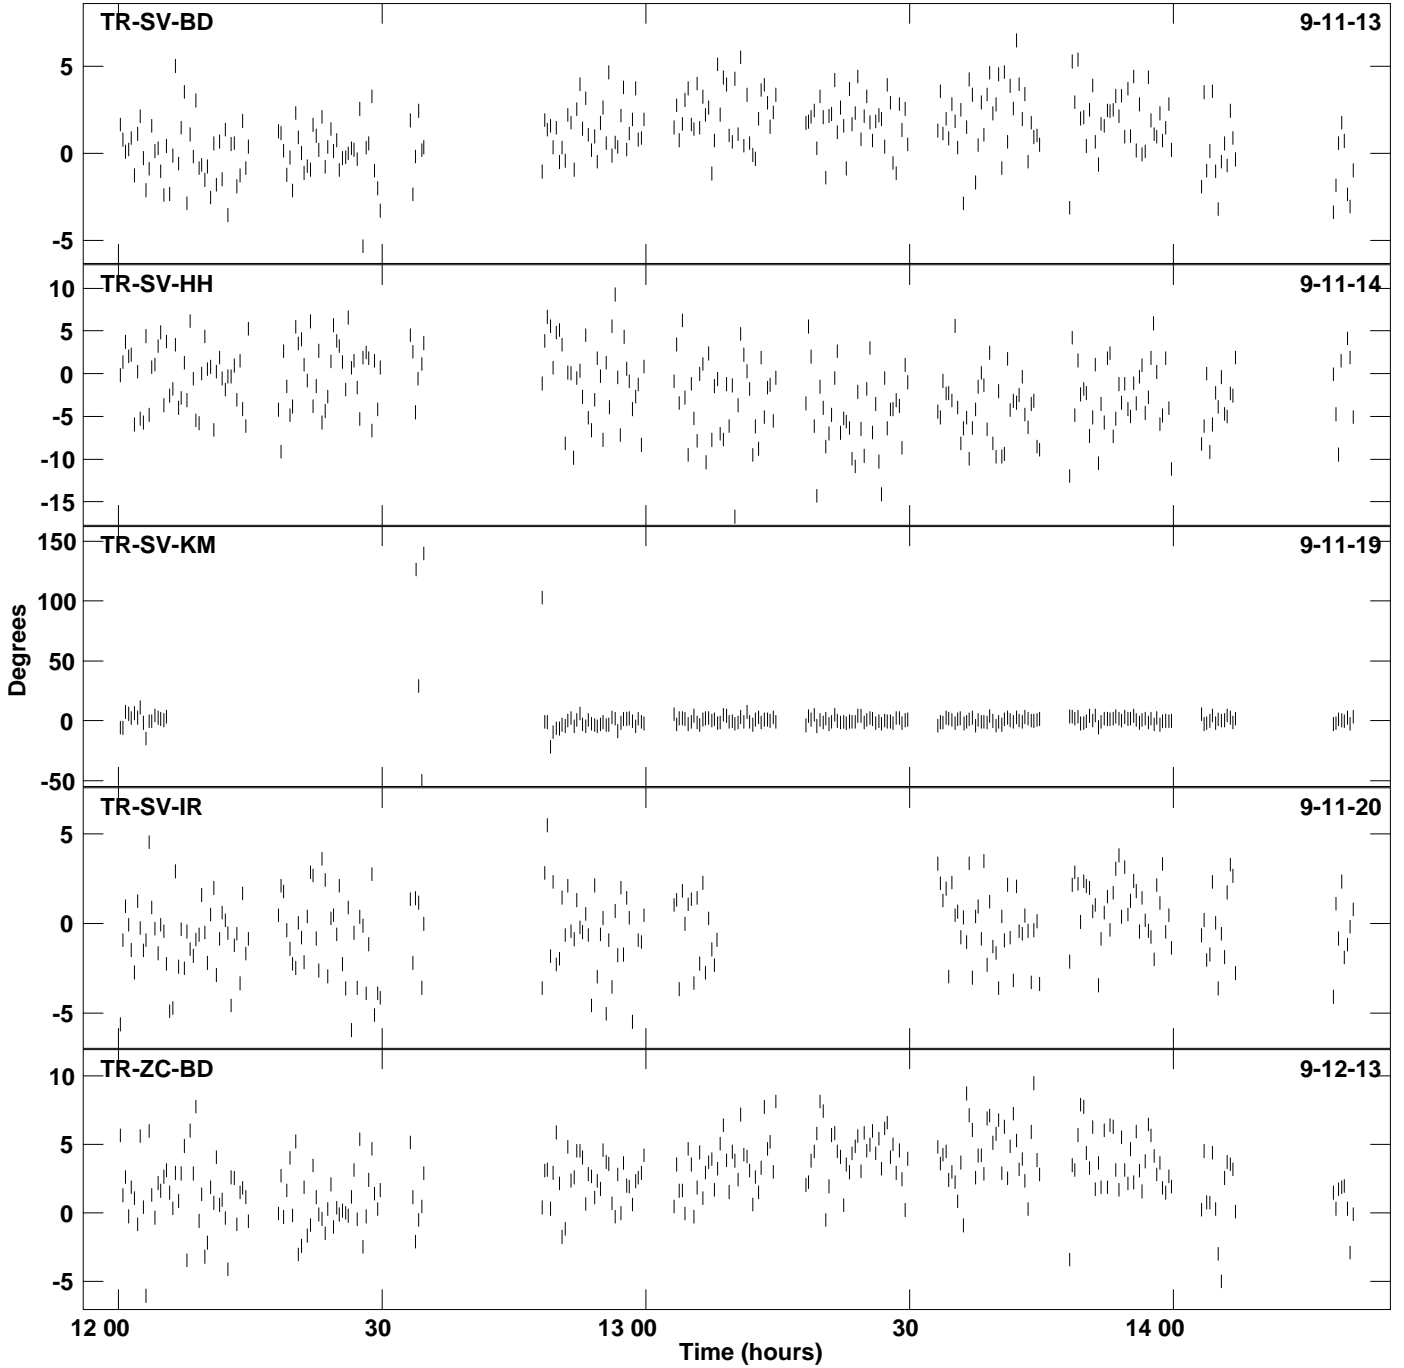 TR-SV-BD 9-11-13
5
0
-5
TR-SV-HH 9-11-14
10
5
0
-5
-10
-15
TR-SV-KM 9-11-19
150
100
50
0
-50
Degrees
TR-SV-IR 9-11-20
5
0
-5
TR-ZC-BD 9-12-13
10
5
0
-5
12 00 30 13 00 30 14 00
Time (hours)